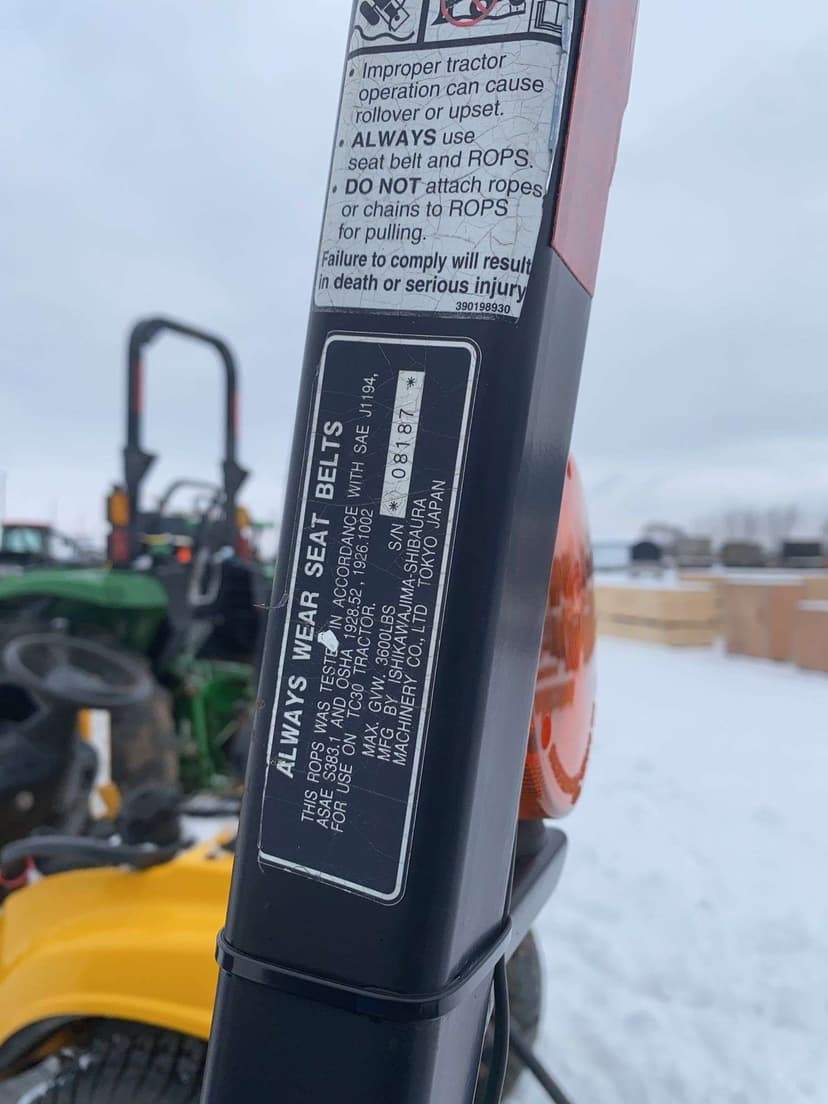 • Improper tractor
operation can cause
rollover or upset.
• ALWAYS use
seat belt and ROPS.
• DO NOT attach ropes
or chains to ROPS
for pulling.
Failure to comply will result
in death or serious injury
390198930
ALWAYS WEAR SEAT BELTS
THIS ROPS WAS TESTED IN ACCORDANCE WITH SAE J1194,
ASAE S383.1 AND OSHA 1928.52, 1926.1002
FOR USE ON TC30 TRACTOR.
MAX. GVW. 3600LBS S/N * 08187 *
MFG BY ISHIKAWAJIMA-SHIBAURA
MACHINERY CO., LTD TOKYO JAPAN